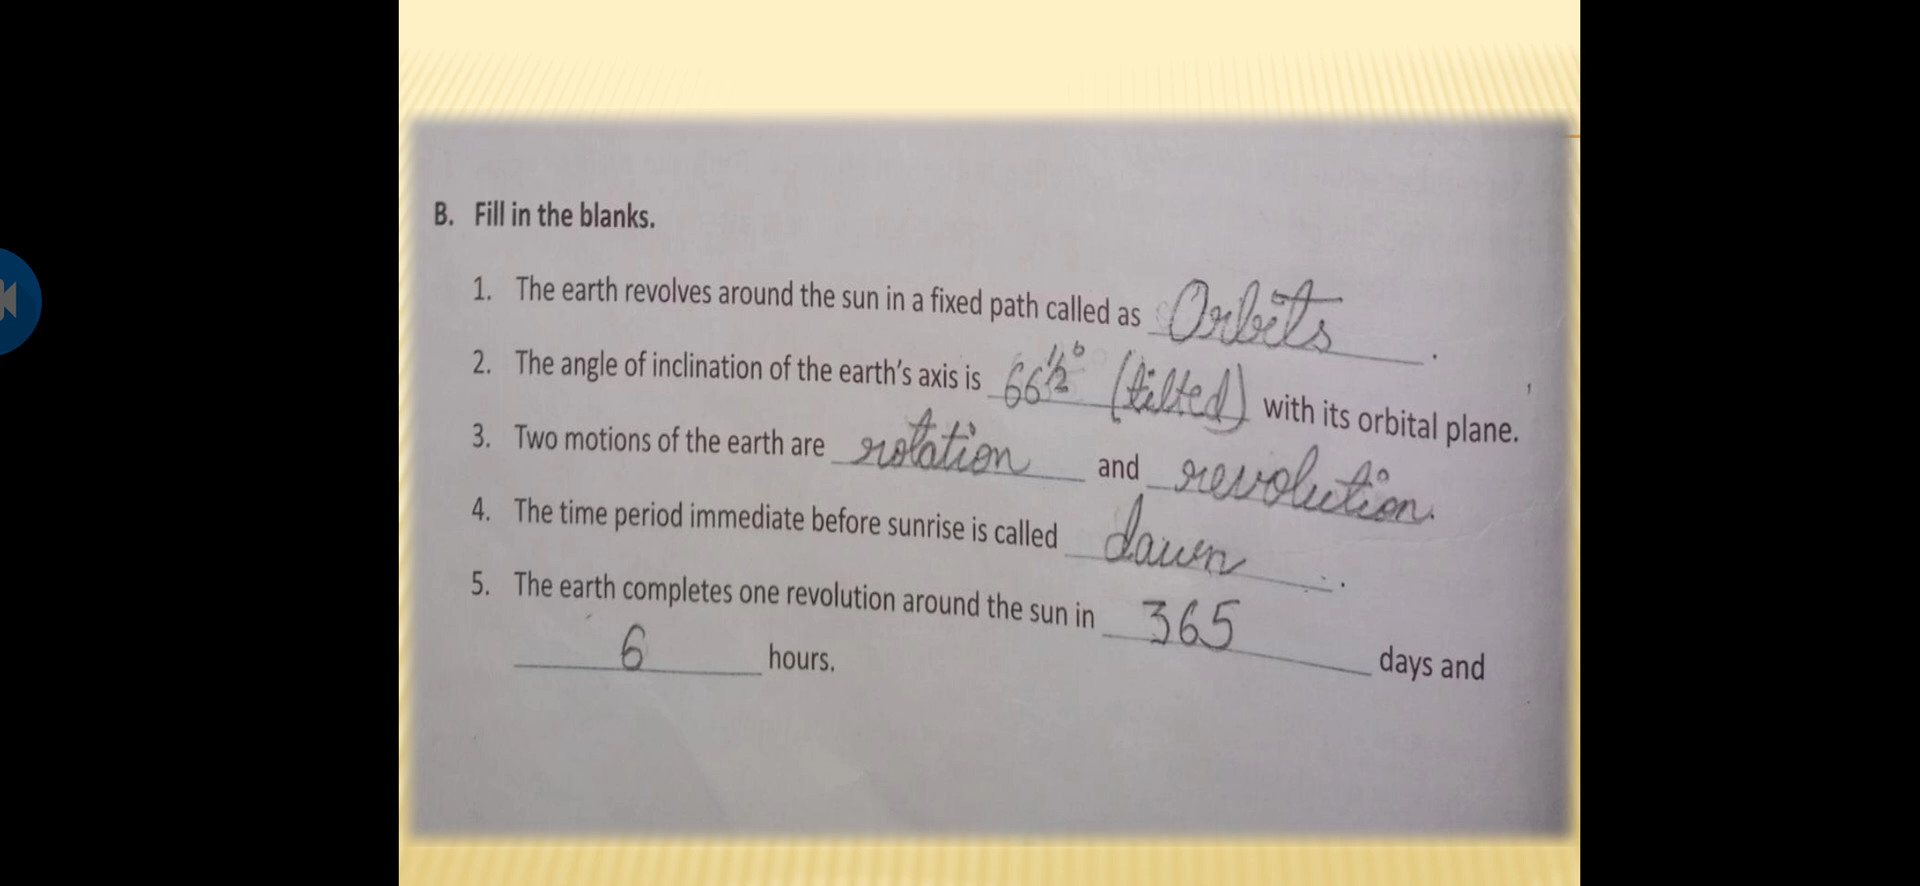 B. Fill in the blanks.
1. The earth revolves around the sun in a fixed path called as Orbits.
2. The angle of inclination of the earth's axis is 66 1/2° (tilted) with its orbital plane.
3. Two motions of the earth are rotation and revolution.
4. The time period immediate before sunrise is called dawn.
5. The earth completes one revolution around the sun in 365 days and
6 hours.